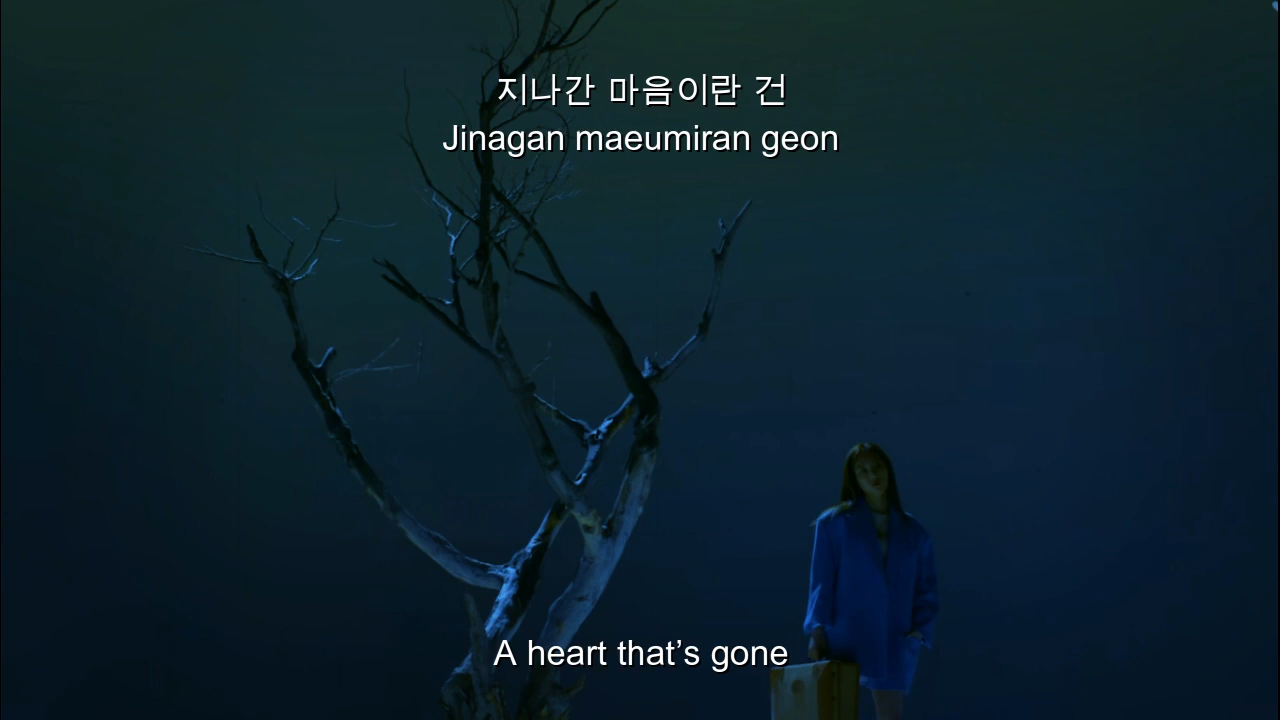 지나간 마음이란 건
Jinagan maeumiran geon
A heart that’s gone